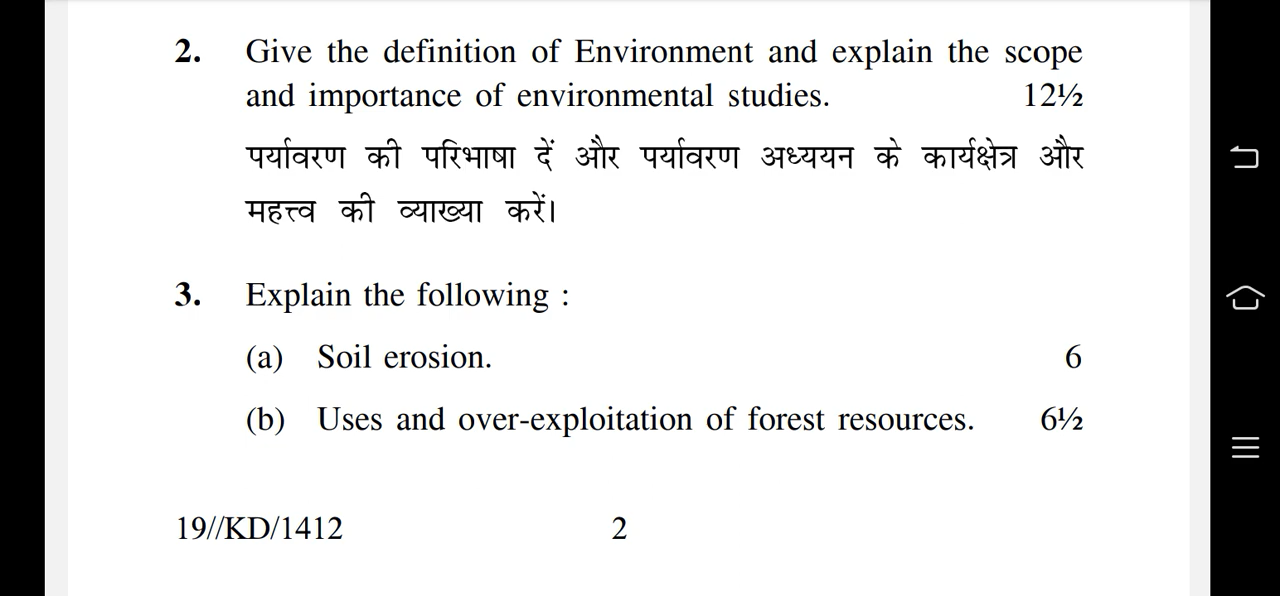 2. Give the definition of Environment and explain the scope
and importance of environmental studies. 12½
पर्यावरण की परिभाषा दें और पर्यावरण अध्ययन के कार्यक्षेत्र और
महत्त्व की व्याख्या करें।
3. Explain the following :
(a) Soil erosion. 6
(b) Uses and over-exploitation of forest resources. 6½
19//KD/1412 2